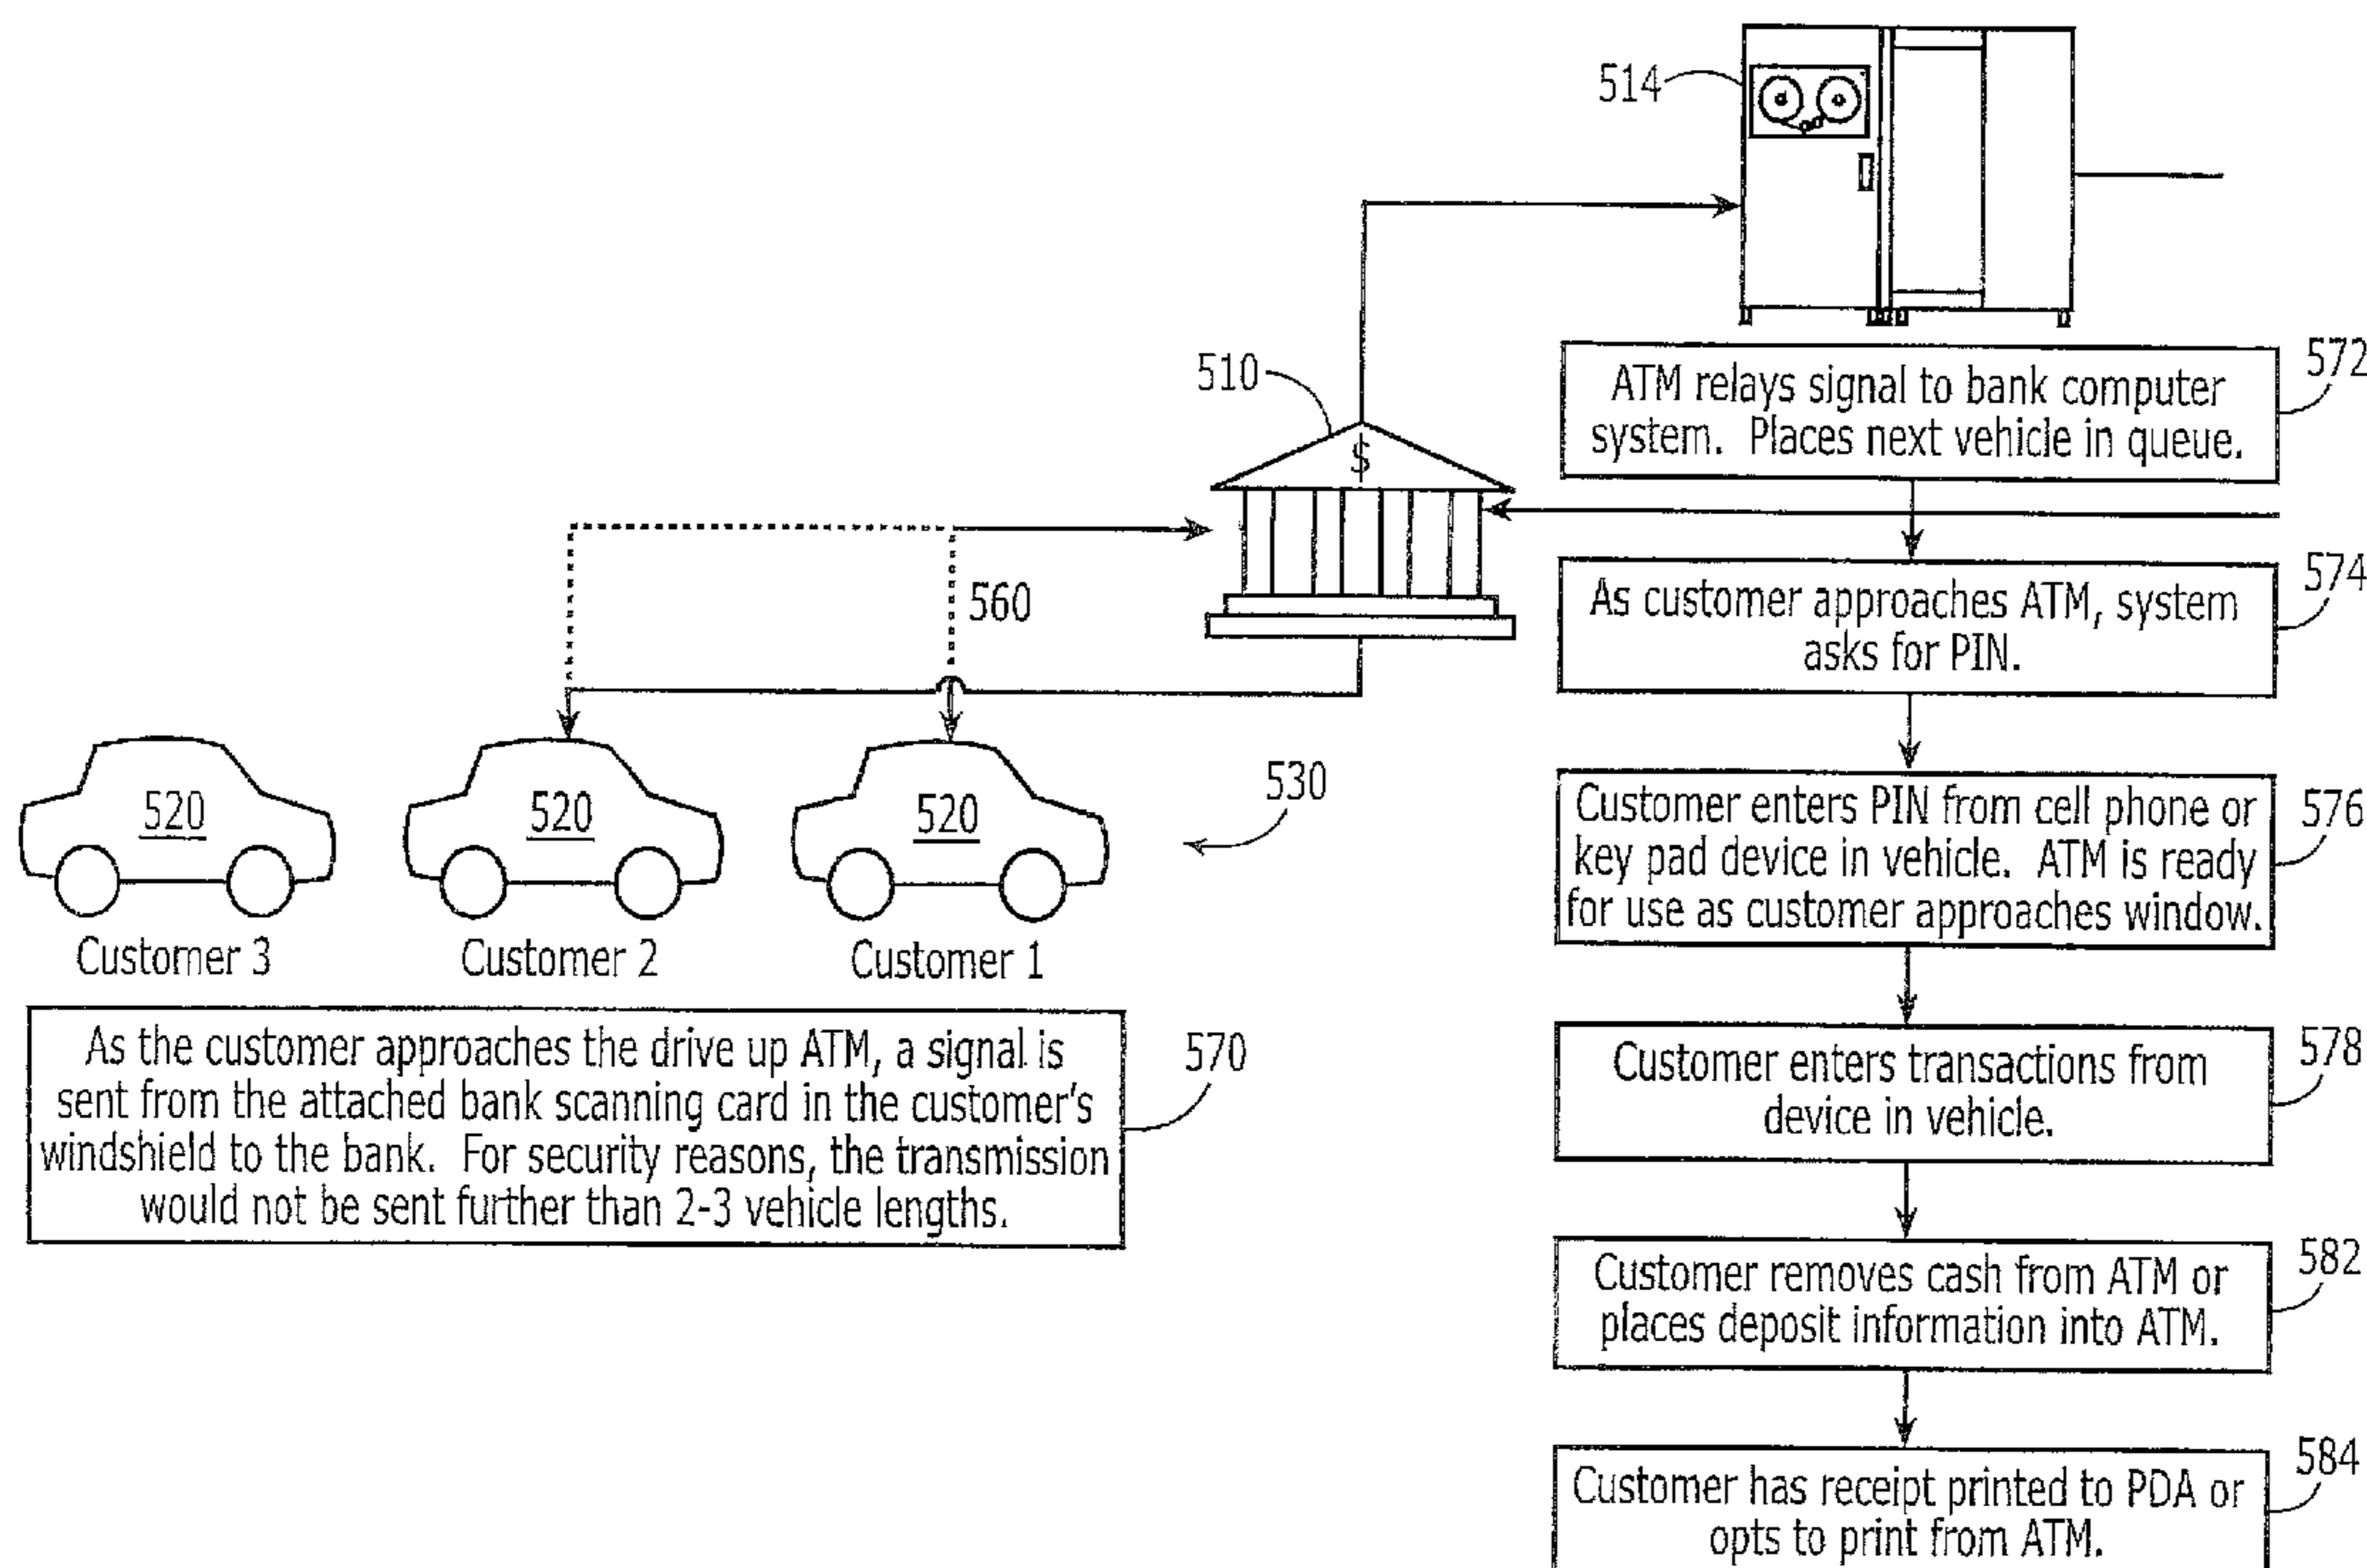 514
572
ATM relays signal to bank computer
system. Places next vehicle in queue.
510
$
574
As customer approaches ATM, system
asks for PIN.
560
530
576
Customer enters PIN from cell phone or
key pad device in vehicle. ATM is ready
for use as customer approaches window.
520
520
520
Customer 3
Customer 2
Customer 1
570
As the customer approaches the drive up ATM, a signal is
sent from the attached bank scanning card in the customer's
windshield to the bank. For security reasons, the transmission
would not be sent further than 2-3 vehicle lengths.
578
Customer enters transactions from
device in vehicle.
582
Customer removes cash from ATM or
places deposit information into ATM.
584
Customer has receipt printed to PDA or
opts to print from ATM.